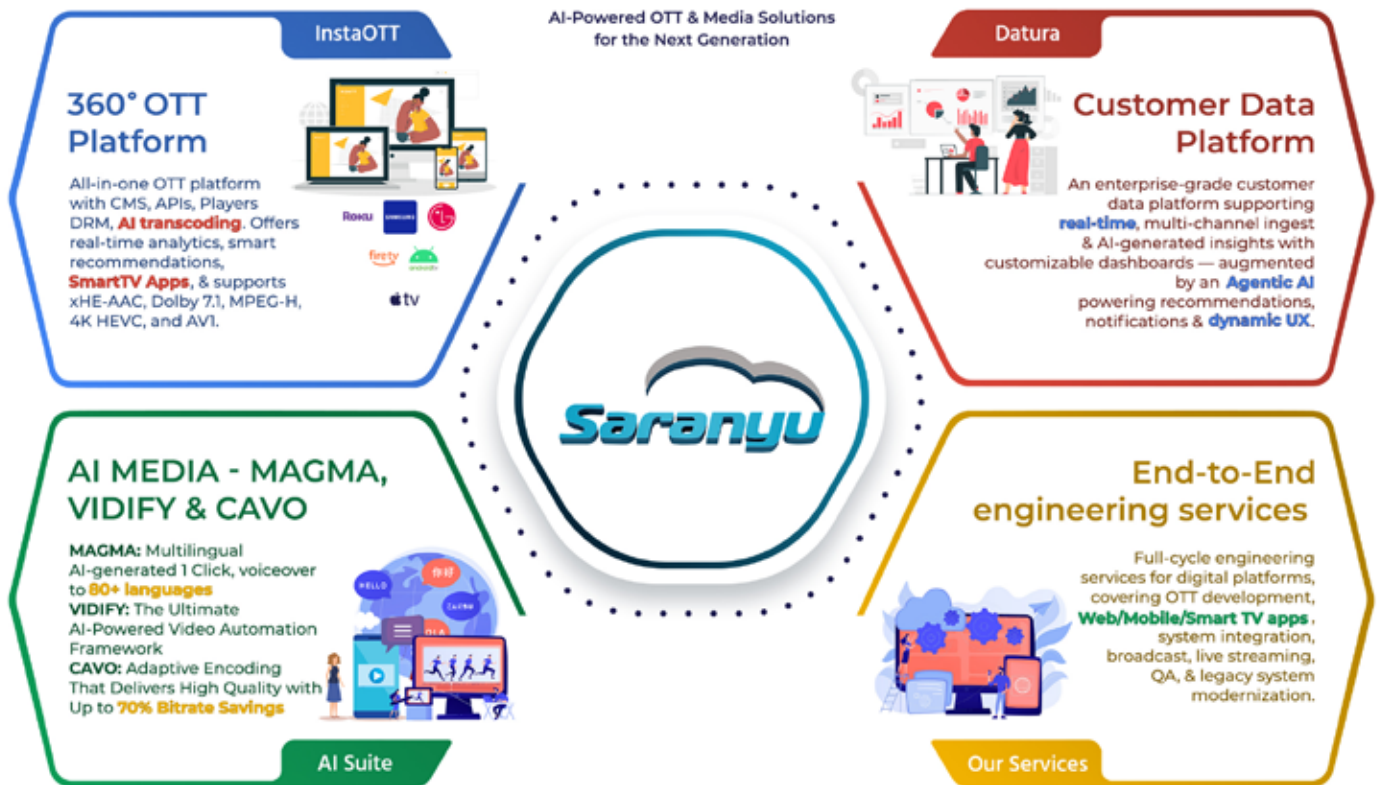 InstaOTT
AI-Powered OTT & Media Solutions
for the Next Generation
Datura
360° OTT
Platform
All-in-one OTT platform
with CMS, APIs, Players
DRM, AI transcoding. Offers
real-time analytics, smart
recommendations,
SmartTV Apps, & supports
xHE-AAC, Dolby 7.1, MPEG-H,
4K HEVC, and AV1.
ROKU
SAMSUNG
LG
firetv
androidtv
tv
Customer Data
Platform
An enterprise-grade customer
data platform supporting
real-time, multi-channel ingest
& AI-generated insights with
customizable dashboards — augmented
by an Agentic AI
powering recommendations,
notifications & dynamic UX.
Saranyu
AI MEDIA - MAGMA,
VIDIFY & CAVO
MAGMA: Multilingual
AI-generated 1 Click, voiceover
to 80+ languages
VIDIFY: The Ultimate
AI-Powered Video Automation
Framework
CAVO: Adaptive Encoding
That Delivers High Quality with
Up to 70% Bitrate Savings
HELLO
你好
AI Suite
End-to-End
engineering services
Full-cycle engineering
services for digital platforms,
covering OTT development,
Web/Mobile/Smart TV apps,
system integration,
broadcast, live streaming,
QA, & legacy system
modernization.
Our Services